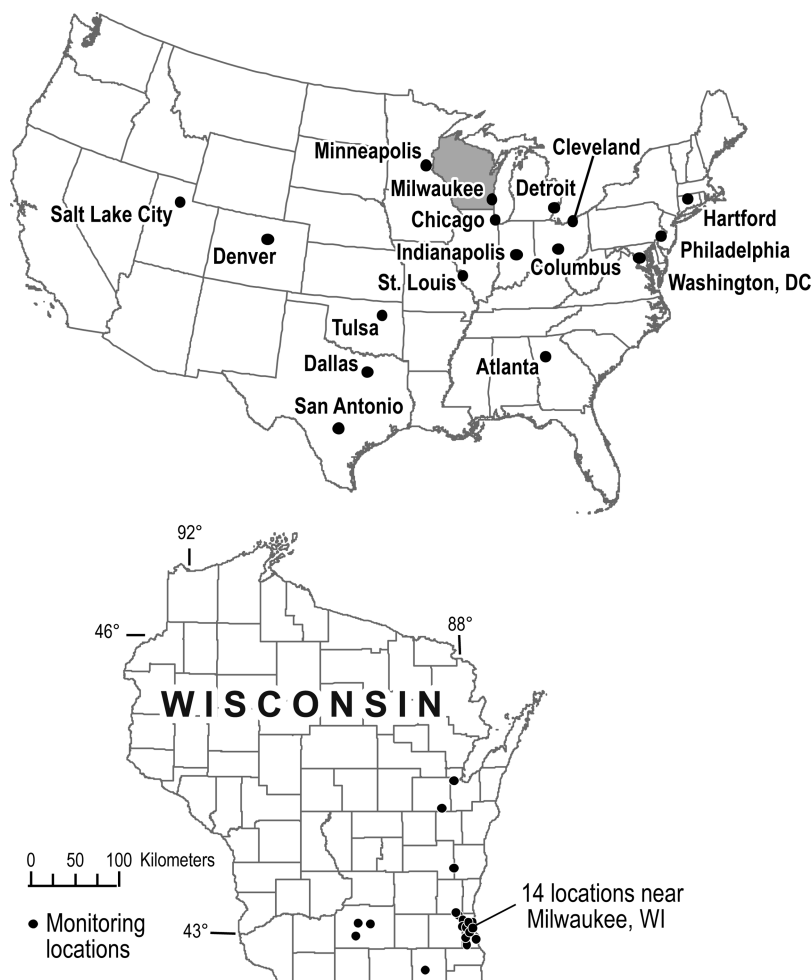 Cleveland
Minneapolis
Milwaukee
Detroit
Salt Lake City
Chicago
Hartford
Denver
Indianapolis
Philadelphia
St. Louis
Columbus
Washington, DC
Tulsa
Dallas
Atlanta
San Antonio
92°
46°
88°
WISCONSIN
0 50 100 Kilometers
14 locations near
Milwaukee, WI
Monitoring
locations
43°